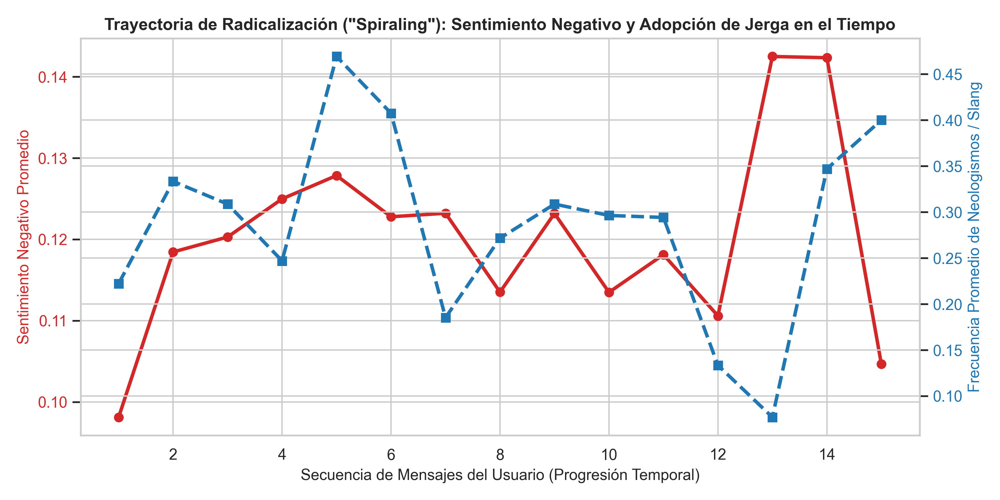 Trayectoria de Radicalización ("Spiraling"): Sentimiento Negativo y Adopción de Jerga en el Tiempo
Sentimiento Negativo Promedio
0.14
0.13
0.12
0.11
0.10
0.45
0.40
0.35
0.30
0.25
0.20
0.15
0.10
Frecuencia Promedio de Neologismos / Slang
2 4 6 8 10 12 14
Secuencia de Mensajes del Usuario (Progresión Temporal)